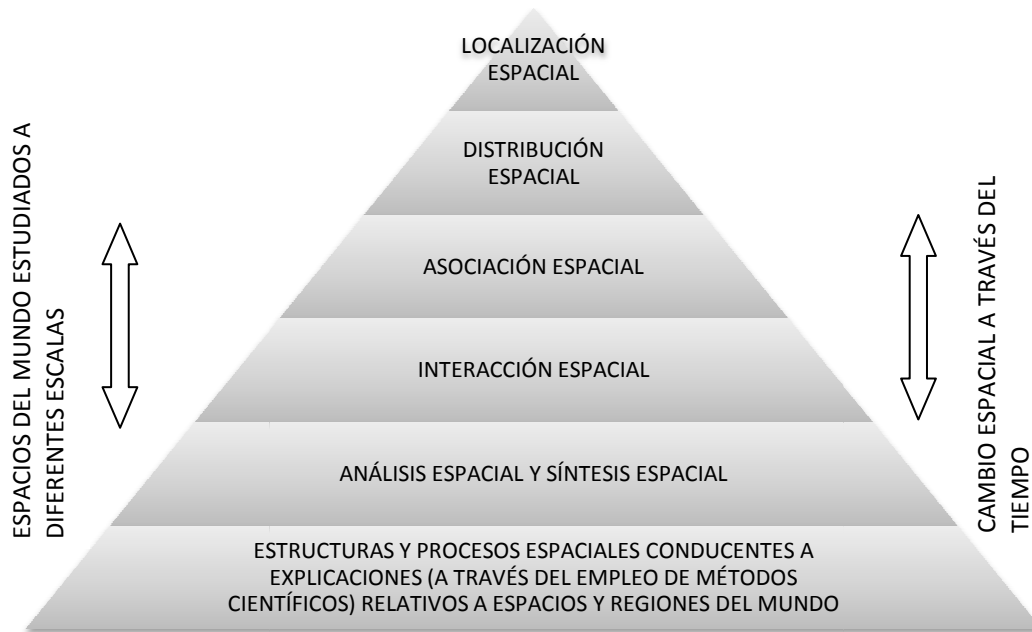 LOCALIZACIÓN
ESPACIAL
DISTRIBUCIÓN
ESPACIAL
ASOCIACIÓN ESPACIAL
INTERACCIÓN ESPACIAL
ANÁLISIS ESPACIAL Y SÍNTESIS ESPACIAL
ESTRUCTURAS Y PROCESOS ESPACIALES CONDUCENTES A
EXPLICACIONES (A TRAVÉS DEL EMPLEO DE MÉTODOS
CIENTÍFICOS) RELATIVOS A ESPACIOS Y REGIONES DEL MUNDO
ESPACIOS DEL MUNDO ESTUDIADOS A
DIFERENTES ESCALAS
CAMBIO ESPACIAL A TRAVÉS DEL
TIEMPO